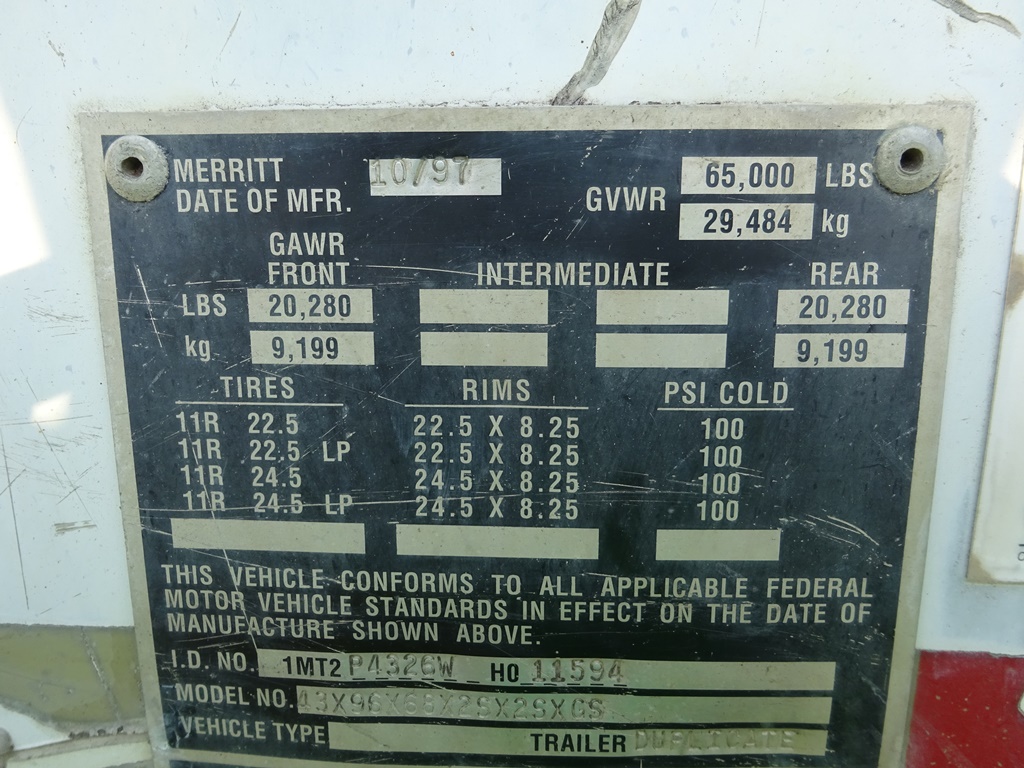 MERRITT 10/97 65,000 LBS
DATE OF MFR. GVWR 29,484 kg
GAWR
FRONT INTERMEDIATE REAR
LBS 20,280 20,280
kg 9,199 9,199
TIRES RIMS PSI COLD
11R 22.5 22.5 X 8.25 100
11R 22.5 LP 22.5 X 8.25 100
11R 24.5 24.5 X 8.25 100
11R 24.5 LP 24.5 X 8.25 100
THIS VEHICLE CONFORMS TO ALL APPLICABLE FEDERAL
MOTOR VEHICLE STANDARDS IN EFFECT ON THE DATE OF
MANUFACTURE SHOWN ABOVE.
I.D. NO. 1MT2 P4326W H0 11594
MODEL NO. 43X96X68X2SX2SXGS
VEHICLE TYPE TRAILER DUPLICATE